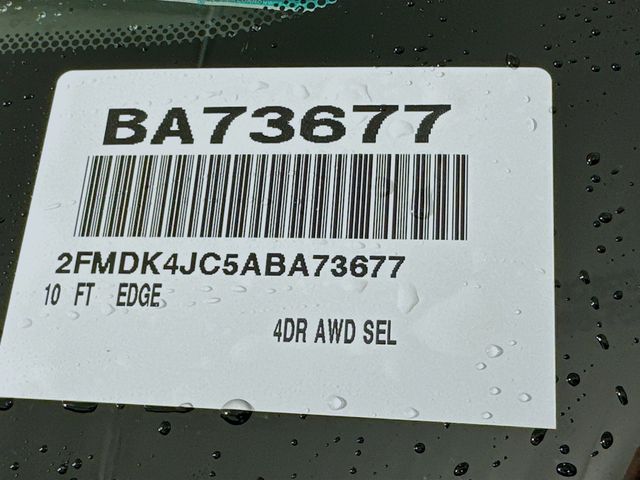 BA73677
2FMDK4JC5ABA73677
10 FT EDGE
4DR AWD SEL